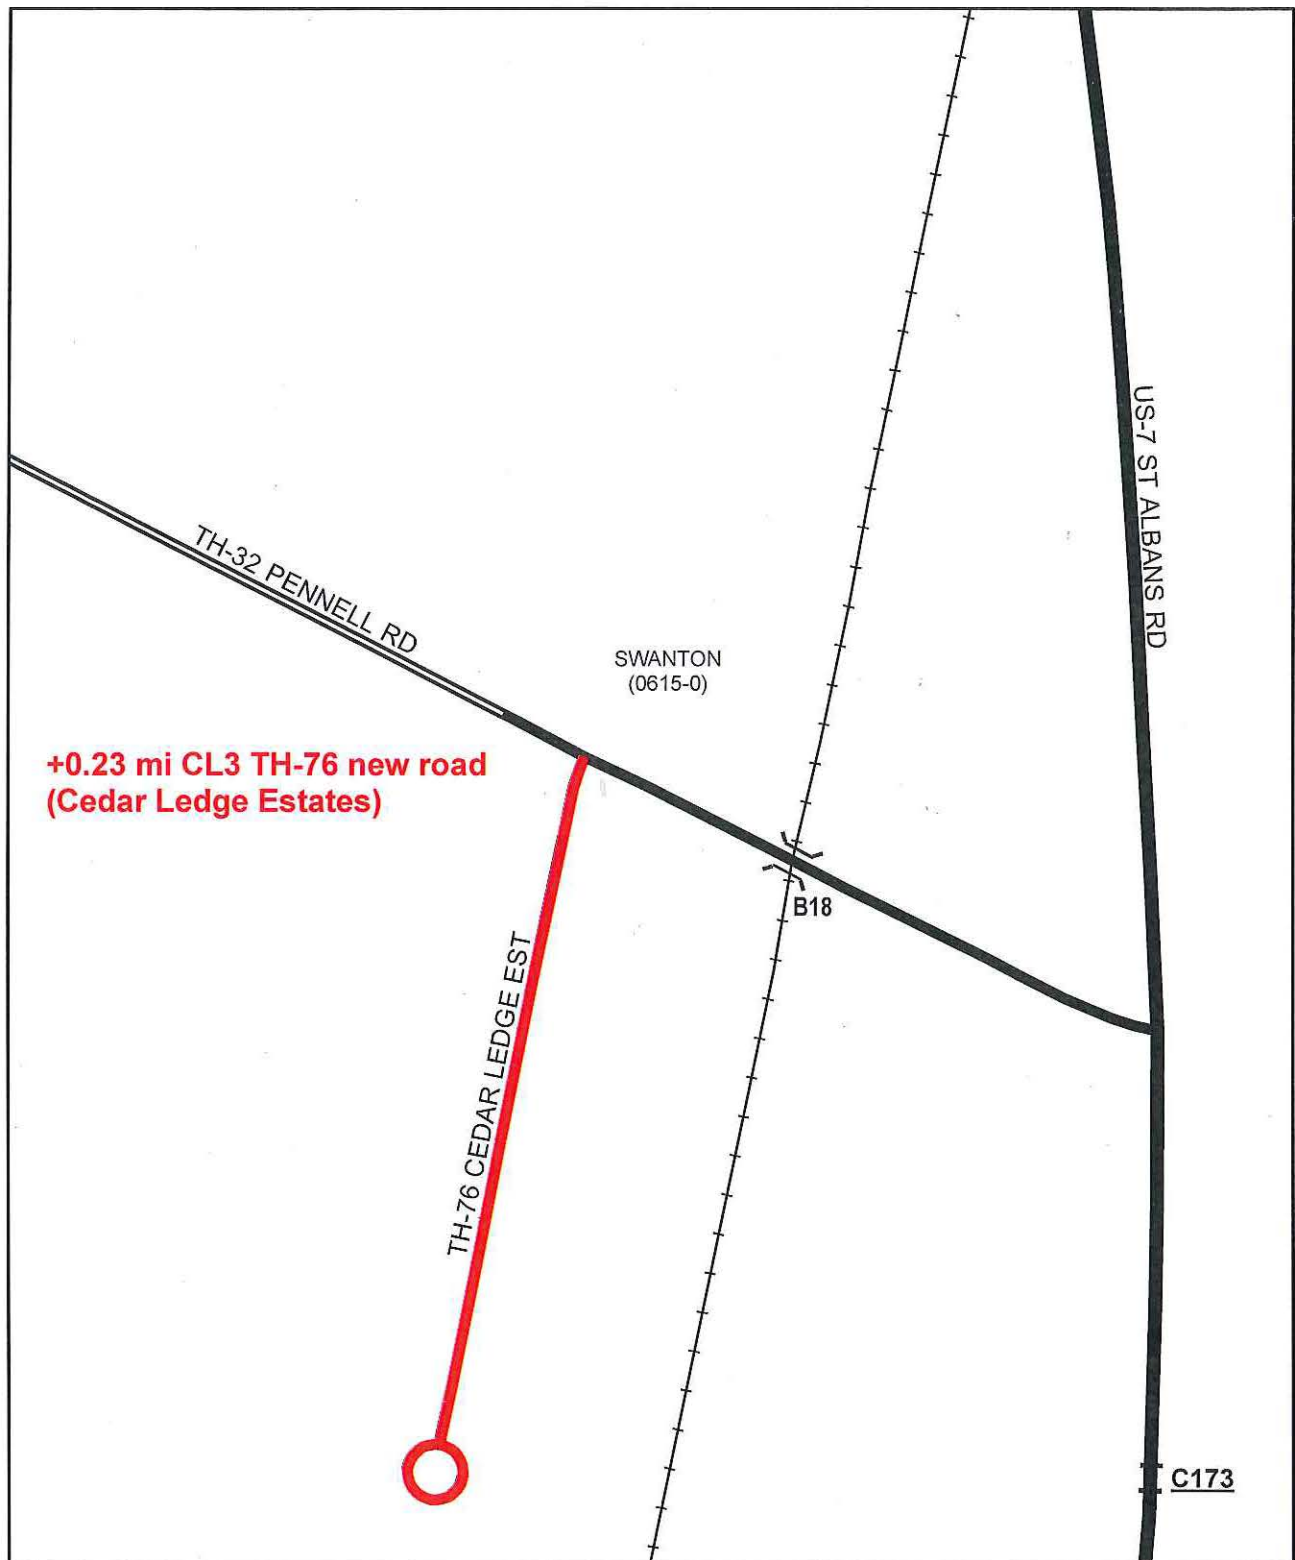 US-7 ST ALBANS RD
TH-32 PENNELL RD
SWANTON
(0615-0)
+0.23 mi CL3 TH-76 new road
(Cedar Ledge Estates)
B18
TH-76 CEDAR LEDGE EST
C173